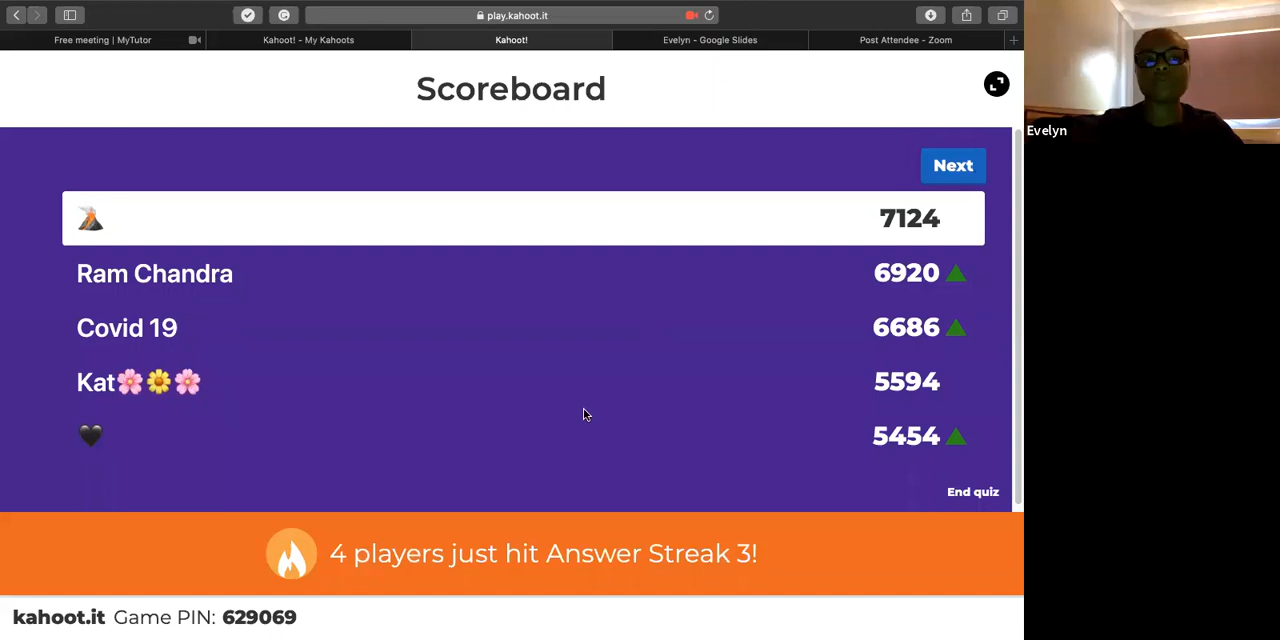 play.kahoot.it
Free meeting | MyTutor
Kahoot! - My Kahoots
Kahoot!
Evelyn - Google Slides
Post Attendee - Zoom
Scoreboard
Next
7124
Ram Chandra 6920
Covid 19 6686
Kat 5594
5454
End quiz
4 players just hit Answer Streak 3!
kahoot.it Game PIN: 629069
Evelyn